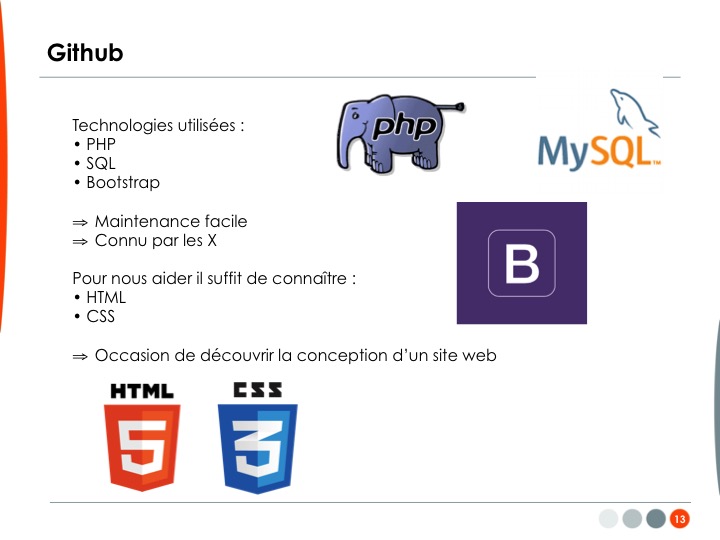 Github
Technologies utilisées :
• PHP
• SQL
• Bootstrap
⇒ Maintenance facile
⇒ Connu par les X
Pour nous aider il suffit de connaître :
• HTML
• CSS
⇒ Occasion de découvrir la conception d’un site web
php
MySQL™
B
HTML
5
CSS
3
13